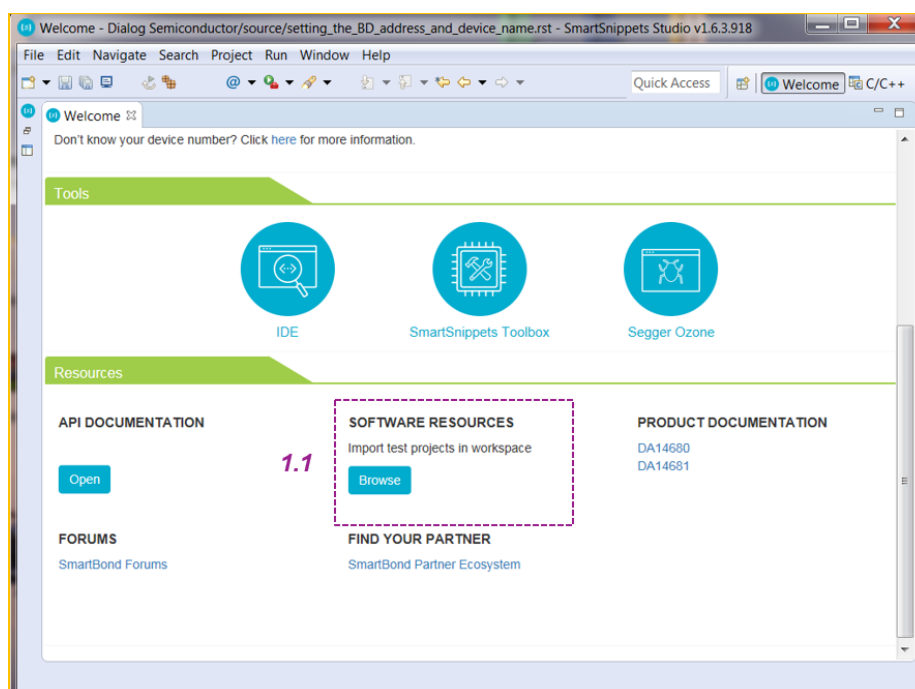 Welcome - Dialog Semiconductor/source/setting_the_BD_address_and_device_name.rst - SmartSnippets Studio v1.6.3.918
File Edit Navigate Search Project Run Window Help
Quick Access Welcome C/C++
Welcome
Don't know your device number? Click here for more information.
Tools
IDE SmartSnippets Toolbox Segger Ozone
Resources
API DOCUMENTATION SOFTWARE RESOURCES PRODUCT DOCUMENTATION
Import test projects in workspace DA14680
1.1 DA14681
Open Browse
FORUMS FIND YOUR PARTNER
SmartBond Forums SmartBond Partner Ecosystem